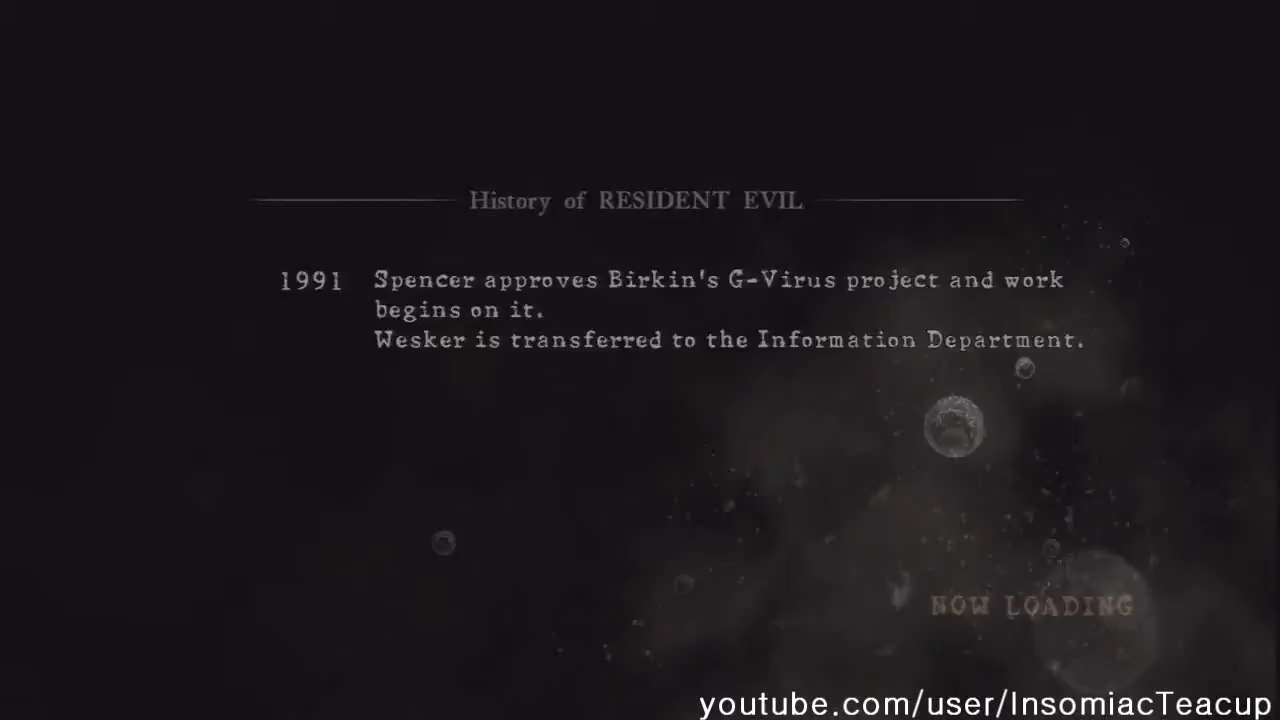 History of RESIDENT EVIL
1991 Spencer approves Birkin's G-Virus project and work
begins on it.
Wesker is transferred to the Information Department.
NOW LOADING
youtube.com/user/InsomiacTeacup